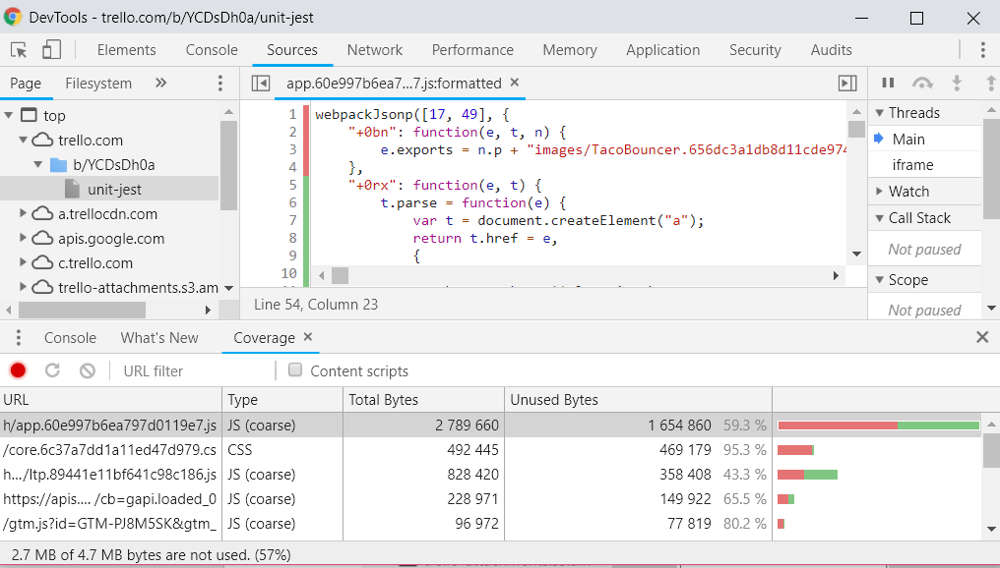 DevTools - trello.com/b/YCDsDh0a/unit-jest
Elements Console Sources Network Performance Memory Application Security Audits
Page Filesystem »
app.60e997b6ea7...7.js:formatted ×
top
trello.com
b/YCDsDh0a
unit-jest
a.trellocdn.com
apis.google.com
c.trello.com
trello-attachments.s3.am
1 webpackJsonp([17, 49], {
2 "+0bn": function(e, t, n) {
3 e.exports = n.p + "images/TacoBouncer.656dc3a1db8d11cde974
4 },
5 "+0rx": function(e, t) {
6 t.parse = function(e) {
7 var t = document.createElement("a");
8 return t.href = e,
9 {
10
Line 54, Column 23
Threads
Main
iframe
Watch
Call Stack
Not paused
Scope
Not paused
Console What's New Coverage ×
URL filter Content scripts
URL Type Total Bytes Unused Bytes
h/app.60e997b6ea797d0119e7.js JS (coarse) 2 789 660 1 654 860 59.3 %
/core.6c37a7dd1a11ed47d979.cs CSS 492 445 469 179 95.3 %
h.../ltp.89441e11bf641c98c186.js JS (coarse) 828 420 358 408 43.3 %
https://apis.... /cb=gapi.loaded_0 JS (coarse) 228 971 149 922 65.5 %
/gtm.js?id=GTM-PJ8M5SK&gtm_ JS (coarse) 96 972 77 819 80.2 %
2.7 MB of 4.7 MB bytes are not used. (57%)